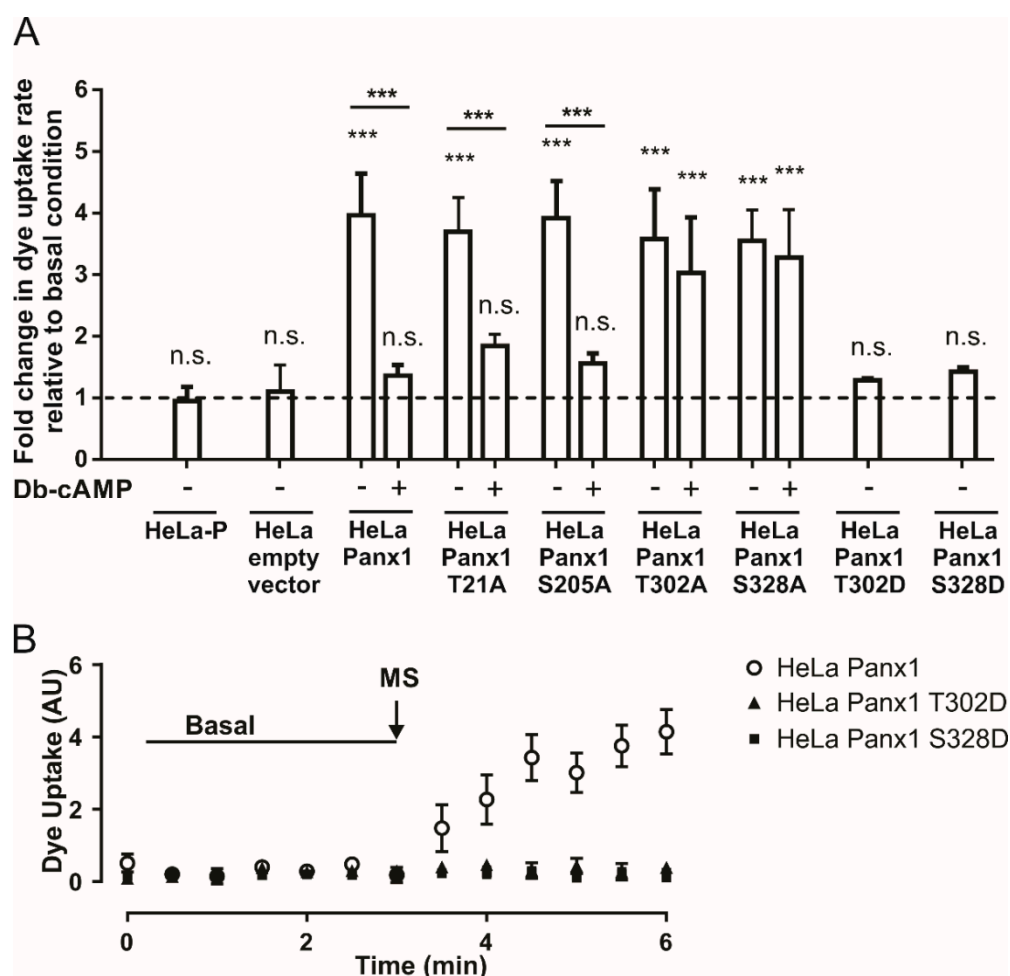 A
Fold change in dye uptake rate
relative to basal condition
6
5
4
3
2
1
0
*** *** ***
*** *** *** *** *** *** ***
n.s. n.s. n.s. n.s. n.s. n.s. n.s.
Db-cAMP - - - + - + - + - + - + - -
HeLa-P
HeLa
empty
vector
HeLa
Panx1
HeLa
Panx1
T21A
HeLa
Panx1
S205A
HeLa
Panx1
T302A
HeLa
Panx1
S328A
HeLa
Panx1
T302D
HeLa
Panx1
S328D
B
Dye Uptake (AU)
6
4
2
0
Basal
MS
HeLa Panx1
HeLa Panx1 T302D
HeLa Panx1 S328D
0 2 4 6
Time (min)